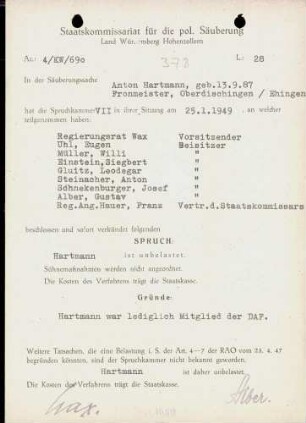 Staatskommissariat für die pol. Säuberung
Land Württemberg Hohenzollern
Az.: 4/EW/69c 373 L: 28
In der Säuberungssache
Anton Hartmann, geb.13.9.87
Fronmeister, Oberdischingen / Ehingen
hat die Spruchkammer VII in ihrer Sitzung am 25.1.1949 an welcher
teilgenommen haben:
Regierungsrat Wax Vorsitzender
Uhl, Eugen Beisitzer
Müller, Willi "
Einstein, Siegbert "
Gluitz, Leodegar "
Steinacher, Anton "
Söhnekenburger, Josef "
Alber, Gustav "
Reg.Ang.Hauer, Franz Vertr.d.Staatskommissars
beschlossen und sofort verkündet folgenden
SPRUCH
Hartmann ist unbelastet.
Sühnemaßnahmen werden nicht angeordnet.
Die Kosten des Verfahrens trägt die Staatskasse.
Gründe:
Hartmann war lediglich Mitglied der DAF.
Weitere Tatsachen, die eine Belastung i. S. der Art. 4–7 der RAO vom 25. 4. 47
begründen könnten, sind der Spruchkammer nicht bekannt geworden.
Hartmann ist daher unbelastet.
Die Kosten des Verfahrens trägt die Staatskasse.
Wax. Alber.